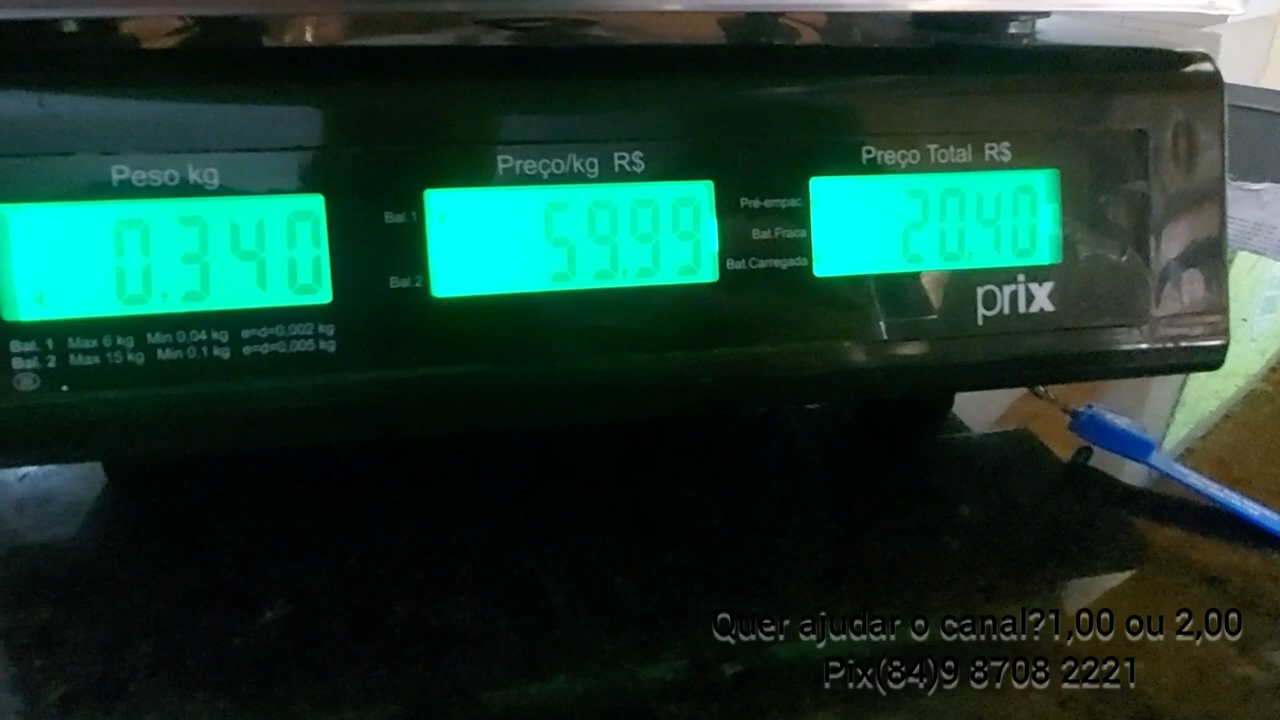 Peso kg
0.340
Preço/kg R$
59.99
Preço Total R$
20.40
Bal.1
Bal.2
Pré-empac.
Bat.Fraca
Bat.Carregada
prix
Bal. 1 Max 6 kg Min 0,04 kg e=d=0,002 kg
Bal. 2 Max 15 kg Min 0,1 kg e=d=0,005 kg
Quer ajudar o canal?1,00 ou 2,00
Pix(84)9 8708 2221